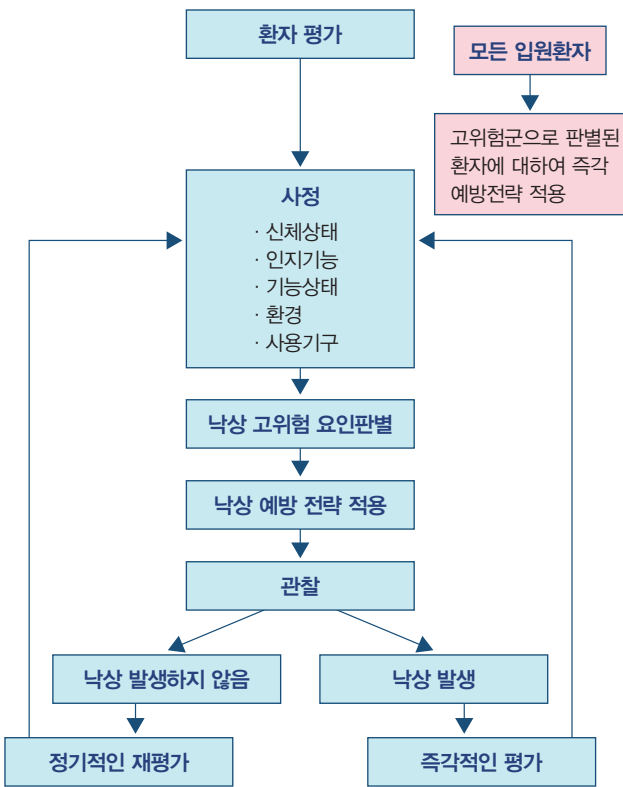 환자 평가
모든 입원환자
고위험군으로 판별된
환자에 대하여 즉각
예방전략 적용
사정
· 신체상태
· 인지기능
· 기능상태
· 환경
· 사용기구
낙상 고위험 요인판별
낙상 예방 전략 적용
관찰
낙상 발생하지 않음
낙상 발생
정기적인 재평가
즉각적인 평가